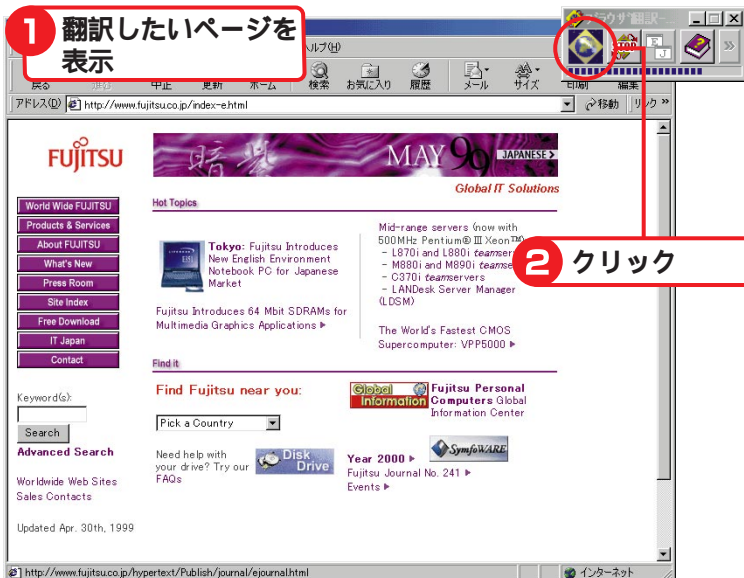 1 翻訳したいページを
表示
ブラウザ翻訳
ヘルプ(H)
STOP
E
J
»
戻る
中止
更新
ホーム
検索
お気に入り
履歴
メール
サイズ
印刷
編集
アドレス(D)
http://www.fujitsu.co.jp/index-e.html
移動
リンク »
FUJITSU
MAY 99
JAPANESE >
Global IT Solutions
World Wide FUJITSU
Products & Services
About FUJITSU
What's New
Press Room
Site Index
Free Download
IT Japan
Contact
Keyword(s):
Search
Advanced Search
Worldwide Web Sites
Sales Contacts
Updated Apr. 30th, 1999
Hot Topics
Tokyo: Fujitsu Introduces
New English Environment
Notebook PC for Japanese
Market
Fujitsu Introduces 64 Mbit SDRAMs for
Multimedia Graphics Applications ▶
Mid-range servers (now with
500MHz Pentium® III Xeon™)
- L870i and L880i teamser
- M880i and M890i teamse
- C370i teamservers
- LANDesk Server Manager
(LDSM)
The World's Fastest CMOS
Supercomputer: VPP5000 ▶
2 クリック
Find it
Find Fujitsu near you:
Pick a Country
Need help with
your drive? Try our
FAQs
Disk
Drive
Global
Information
Fujitsu Personal
Computers Global
Information Center
SymfoWARE
Year 2000 ▶
Fujitsu Journal No. 241 ▶
Events ▶
http://www.fujitsu.co.jp/hypertext/Publish/journal/ejournal.html
インターネット